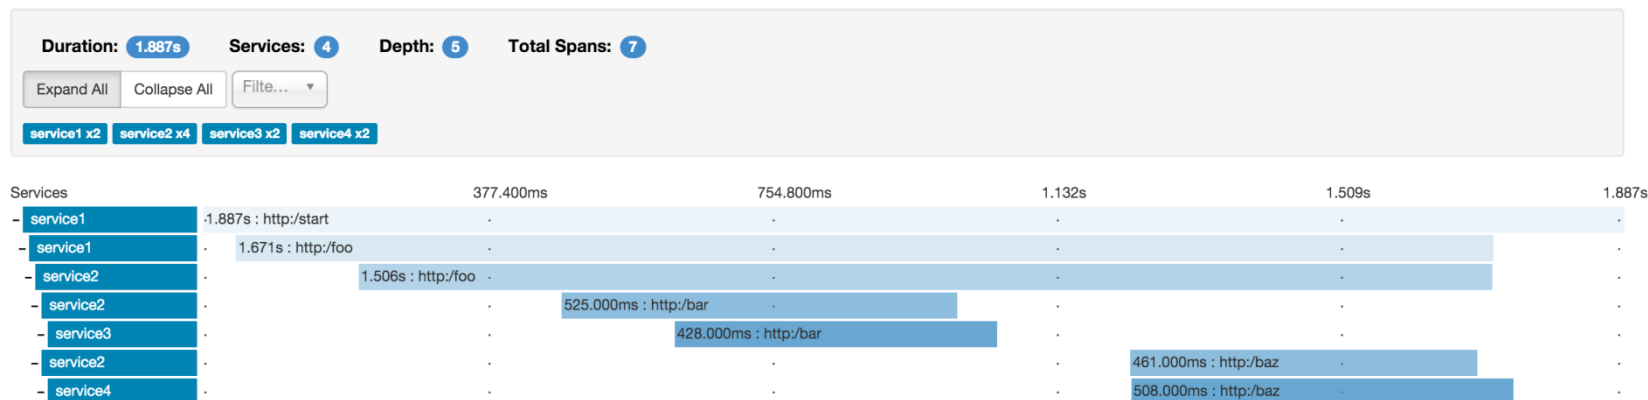 Duration: 1.887s Services: 4 Depth: 5 Total Spans: 7
Expand All Collapse All Filte...
service1 x2 service2 x4 service3 x2 service4 x2
Services 377.400ms 754.800ms 1.132s 1.509s 1.887s
- service1 1.887s : http:/start
- service1 1.671s : http:/foo
- service2 1.506s : http:/foo
- service2 525.000ms : http:/bar
- service3 428.000ms : http:/bar
- service2 461.000ms : http:/baz
- service4 508.000ms : http:/baz